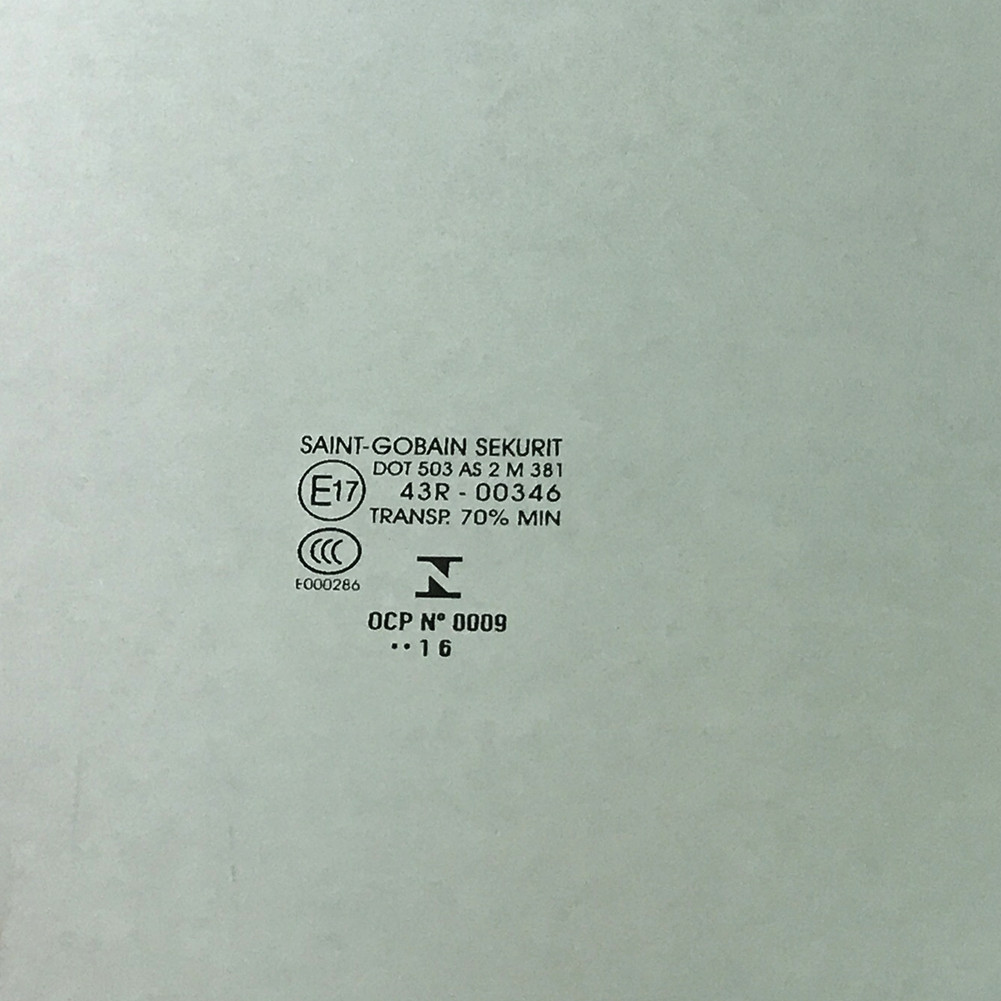 SAINT-GOBAIN SEKURIT
DOT 503 AS 2 M 381
E17
43R - 00346
TRANSP. 70% MIN
CCC
E000286
OCP Nº 0009
··16